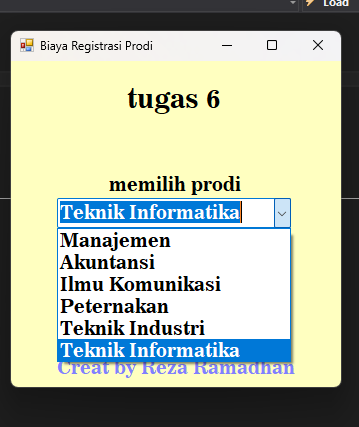 Load
Biaya Registrasi Prodi
tugas 6
memilih prodi
Teknik Informatika
Manajemen
Akuntansi
Ilmu Komunikasi
Peternakan
Teknik Industri
Teknik Informatika
Creat by Reza Ramadhan